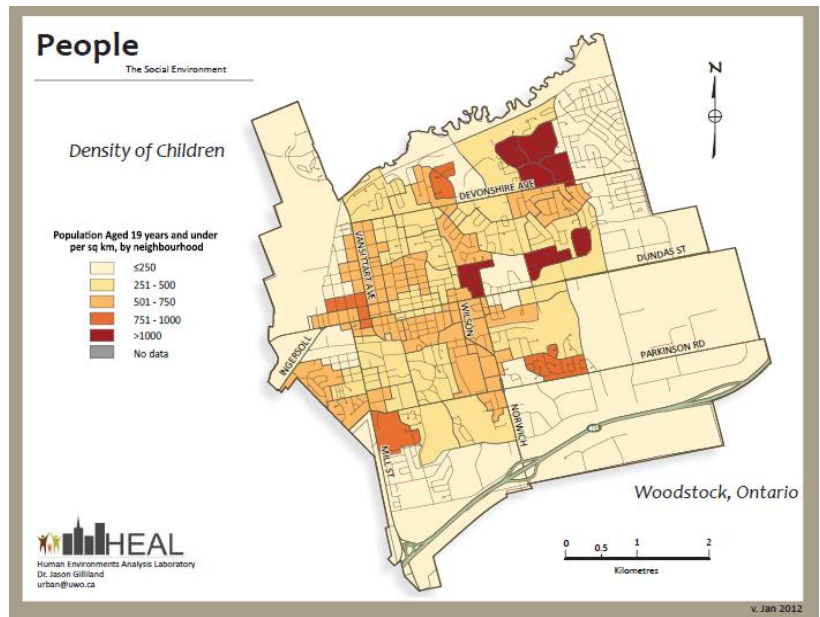 People
The Social Environment
N
Density of Children
Population Aged 19 years and under
per sq km, by neighbourhood
≤250
251 - 500
501 - 750
751 - 1000
>1000
No data
DEVONSHIRE AVE
VANSITTART AVE
DUNDAS ST
WILSON
INGERSOLL
PARKINSON RD
NORWICH
MILL ST
Woodstock, Ontario
0 0.5 1 2
Kilometres
HEAL
Human Environments Analysis Laboratory
Dr. Jason Gilliland
urban@uwo.ca
v. Jan 2012